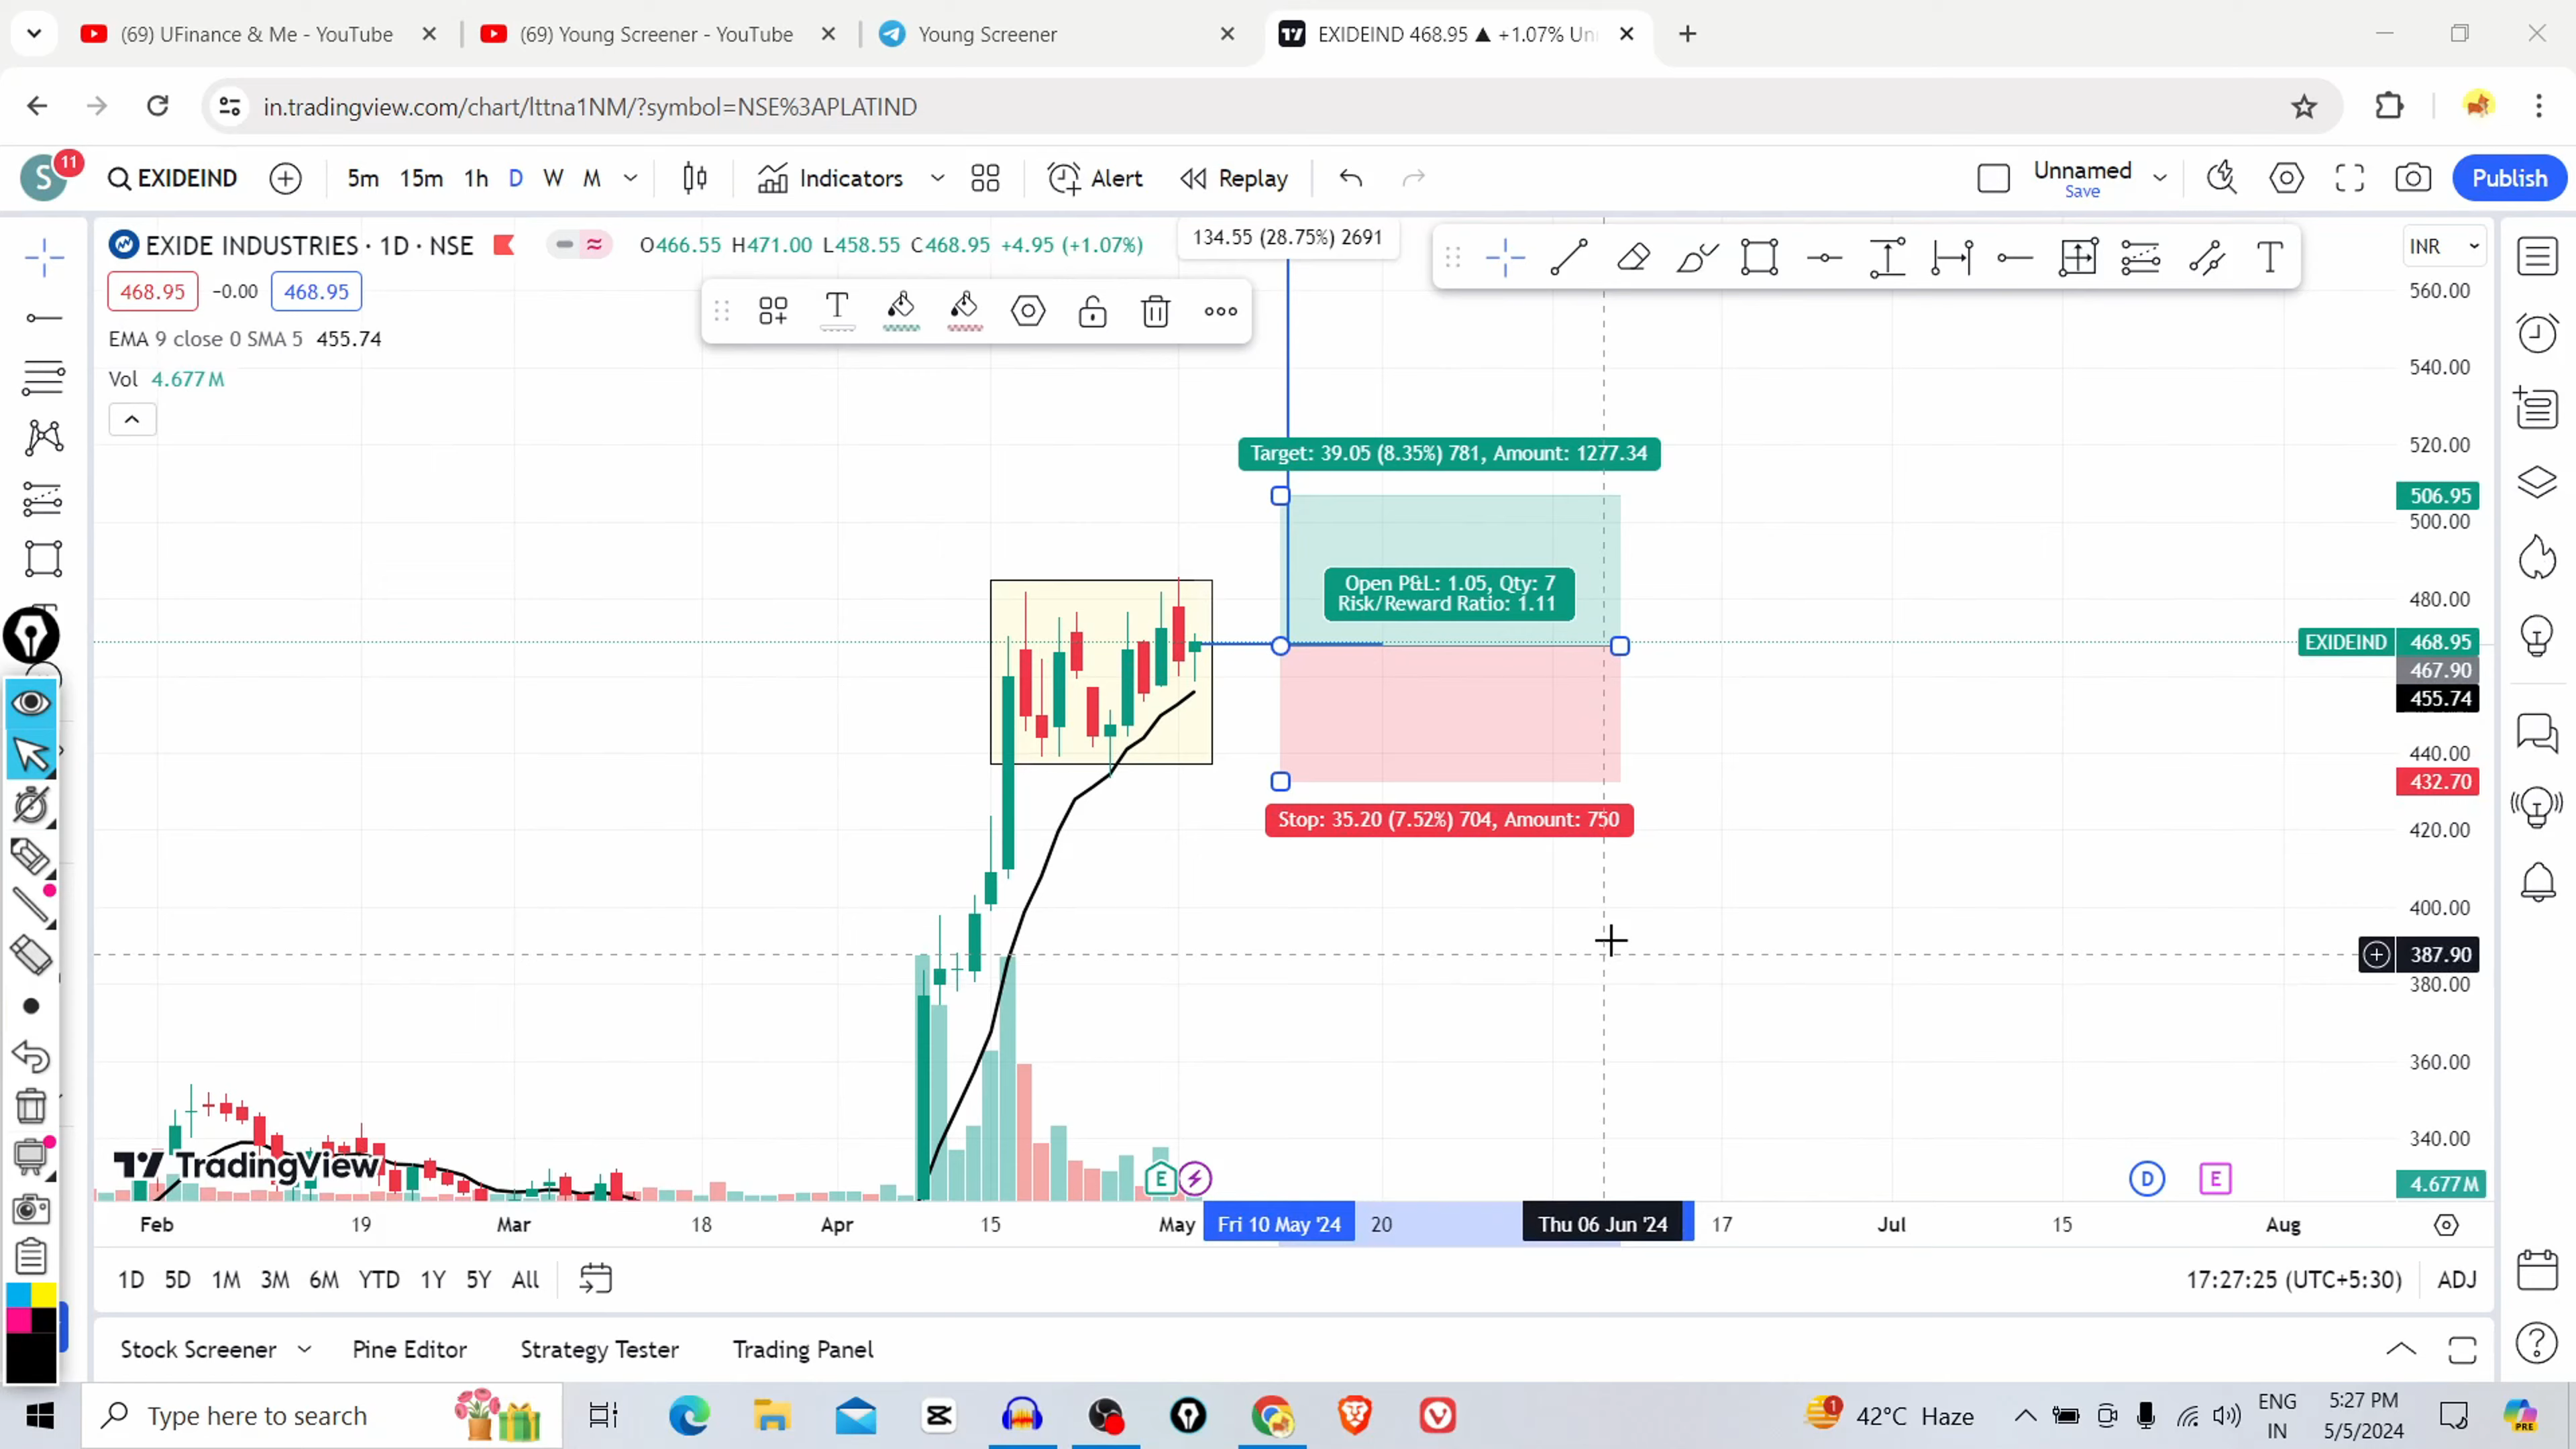 (69) UFinance & Me - YouTube
(69) Young Screener - YouTube
Young Screener
EXIDEIND 468.95 ▲ +1.07% Un
in.tradingview.com/chart/lttna1NM/?symbol=NSE%3APLATIND
S
11
EXIDEIND
5m 15m 1h D W M
Indicators
Alert
Replay
Unnamed
Save
Publish
EXIDE INDUSTRIES · 1D · NSE
O466.55 H471.00 L458.55 C468.95 +4.95 (+1.07%)
134.55 (28.75%) 2691
INR
468.95 −0.00 468.95
EMA 9 close 0 SMA 5 455.74
Vol 4.677 M
Target: 39.05 (8.35%) 781, Amount: 1277.34
Open P&L: 1.05, Qty: 7
Risk/Reward Ratio: 1.11
Stop: 35.20 (7.52%) 704, Amount: 750
560.00
540.00
520.00
506.95
500.00
480.00
EXIDEIND 468.95
467.90
455.74
440.00
432.70
420.00
400.00
387.90
380.00
360.00
340.00
4.677 M
TradingView
E
D
E
Feb 19 Mar 18 Apr 15 May Fri 10 May '24 20 Thu 06 Jun '24 17 Jul 15 Aug
1D 5D 1M 3M 6M YTD 1Y 5Y All
17:27:25 (UTC+5:30) ADJ
Stock Screener Pine Editor Strategy Tester Trading Panel
Type here to search
1
42°C Haze
ENG
IN
5:27 PM
5/5/2024
PRE